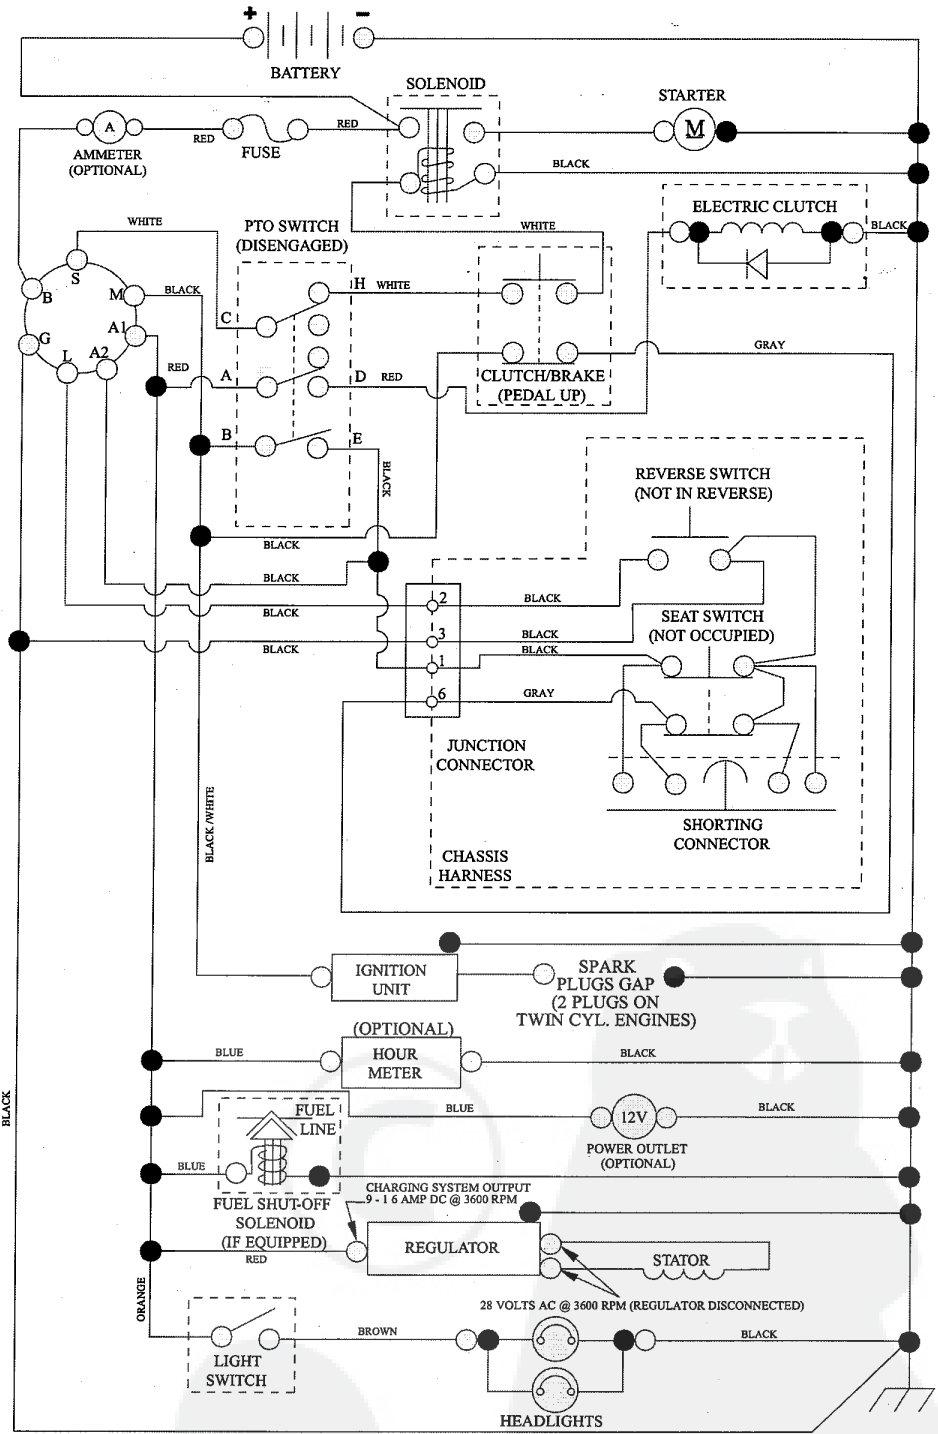 + −
BATTERY
SOLENOID
STARTER
A
RED
FUSE
RED
M
AMMETER
(OPTIONAL)
BLACK
ELECTRIC CLUTCH
BLACK
WHITE
PTO SWITCH
(DISENGAGED)
WHITE
S
B
M
BLACK
H
WHITE
C
G
A1
L
A2
RED
A
D
RED
GRAY
CLUTCH/BRAKE
(PEDAL UP)
B
E
BLACK
REVERSE SWITCH
(NOT IN REVERSE)
BLACK
BLACK
2
BLACK
BLACK
SEAT SWITCH
(NOT OCCUPIED)
3
BLACK
BLACK
BLACK
1
6
GRAY
JUNCTION
CONNECTOR
BLACK/WHITE
SHORTING
CONNECTOR
CHASSIS
HARNESS
IGNITION
UNIT
SPARK
PLUGS GAP
(2 PLUGS ON
TWIN CYL. ENGINES)
(OPTIONAL)
HOUR
METER
BLUE
BLACK
BLACK
FUEL
LINE
BLUE
12V
BLACK
POWER OUTLET
(OPTIONAL)
BLUE
CHARGING SYSTEM OUTPUT
9 - 1 6 AMP DC @ 3600 RPM
FUEL SHUT-OFF
SOLENOID
(IF EQUIPPED)
RED
REGULATOR
STATOR
ORANGE
28 VOLTS AC @ 3600 RPM (REGULATOR DISCONNECTED)
BROWN
BLACK
LIGHT
SWITCH
HEADLIGHTS
©